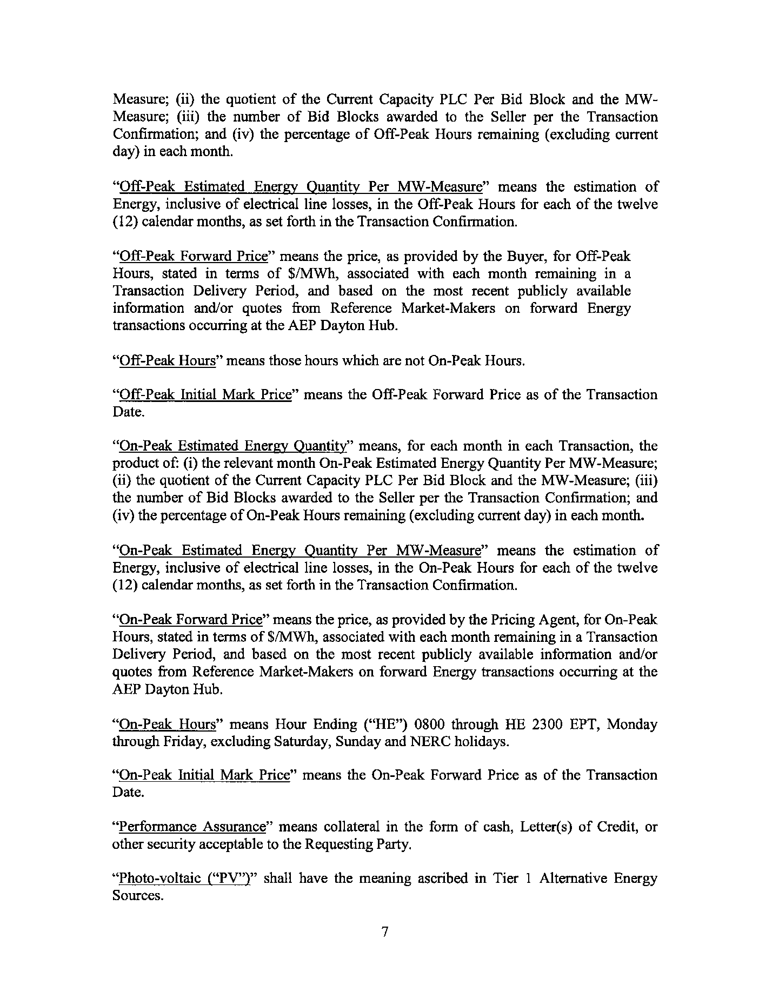 Measure; (ii) the quotient of the Current Capacity PLC Per Bid Block and the MW-
Measure; (iii) the number of Bid Blocks awarded to the Seller per the Transaction
Confirmation; and (iv) the percentage of Off-Peak Hours remaining (excluding current
day) in each month.
“Off-Peak Estimated Energy Quantity Per MW-Measure” means the estimation of
Energy, inclusive of electrical line losses, in the Off-Peak Hours for each of the twelve
(12) calendar months, as set forth in the Transaction Confirmation.
“Off-Peak Forward Price” means the price, as provided by the Buyer, for Off-Peak
Hours, stated in terms of $/MWh, associated with each month remaining in a
Transaction Delivery Period, and based on the most recent publicly available
information and/or quotes from Reference Market-Makers on forward Energy
transactions occurring at the AEP Dayton Hub.
“Off-Peak Hours” means those hours which are not On-Peak Hours.
“Off-Peak Initial Mark Price” means the Off-Peak Forward Price as of the Transaction
Date.
“On-Peak Estimated Energy Quantity” means, for each month in each Transaction, the
product of: (i) the relevant month On-Peak Estimated Energy Quantity Per MW-Measure;
(ii) the quotient of the Current Capacity PLC Per Bid Block and the MW-Measure; (iii)
the number of Bid Blocks awarded to the Seller per the Transaction Confirmation; and
(iv) the percentage of On-Peak Hours remaining (excluding current day) in each month.
“On-Peak Estimated Energy Quantity Per MW-Measure” means the estimation of
Energy, inclusive of electrical line losses, in the On-Peak Hours for each of the twelve
(12) calendar months, as set forth in the Transaction Confirmation.
“On-Peak Forward Price” means the price, as provided by the Pricing Agent, for On-Peak
Hours, stated in terms of $/MWh, associated with each month remaining in a Transaction
Delivery Period, and based on the most recent publicly available information and/or
quotes from Reference Market-Makers on forward Energy transactions occurring at the
AEP Dayton Hub.
“On-Peak Hours” means Hour Ending (“HE”) 0800 through HE 2300 EPT, Monday
through Friday, excluding Saturday, Sunday and NERC holidays.
“On-Peak Initial Mark Price” means the On-Peak Forward Price as of the Transaction
Date.
“Performance Assurance” means collateral in the form of cash, Letter(s) of Credit, or
other security acceptable to the Requesting Party.
“Photo-voltaic (“PV”)” shall have the meaning ascribed in Tier 1 Alternative Energy
Sources.
7